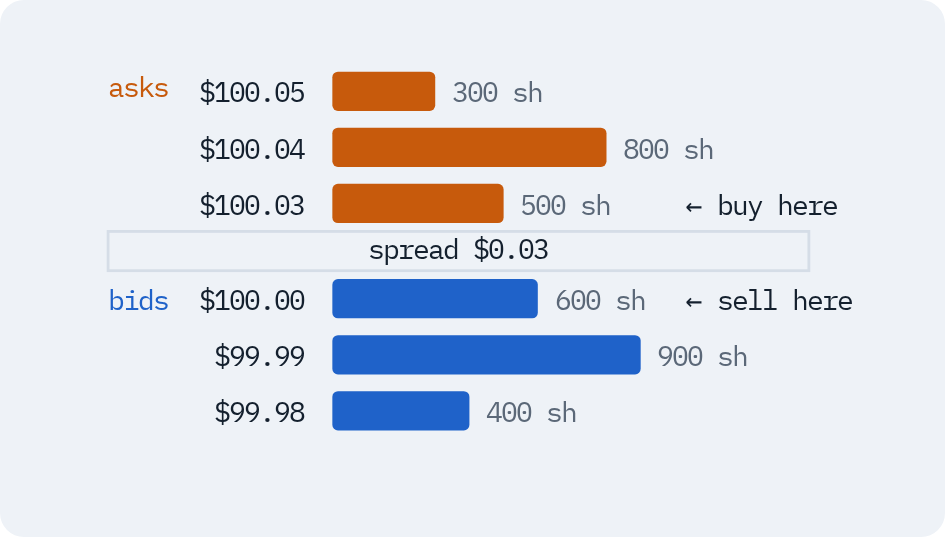 asks $100.05 300 sh
$100.04 800 sh
$100.03 500 sh ← buy here
spread $0.03
bids $100.00 600 sh ← sell here
$99.99 900 sh
$99.98 400 sh